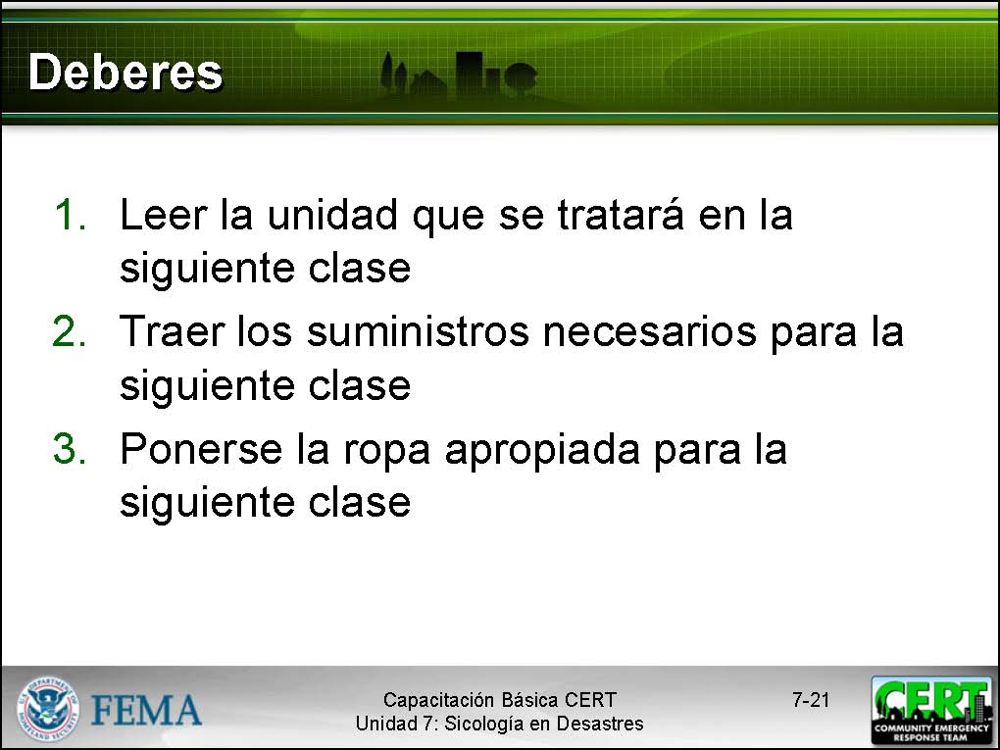 Deberes
1. Leer la unidad que se tratará en la
siguiente clase
2. Traer los suministros necesarios para la
siguiente clase
3. Ponerse la ropa apropiada para la
siguiente clase
U.S. DEPARTMENT OF HOMELAND SECURITY
FEMA
Capacitación Básica CERT
Unidad 7: Sicología en Desastres
7-21
CERT
COMMUNITY EMERGENCY
RESPONSE TEAM